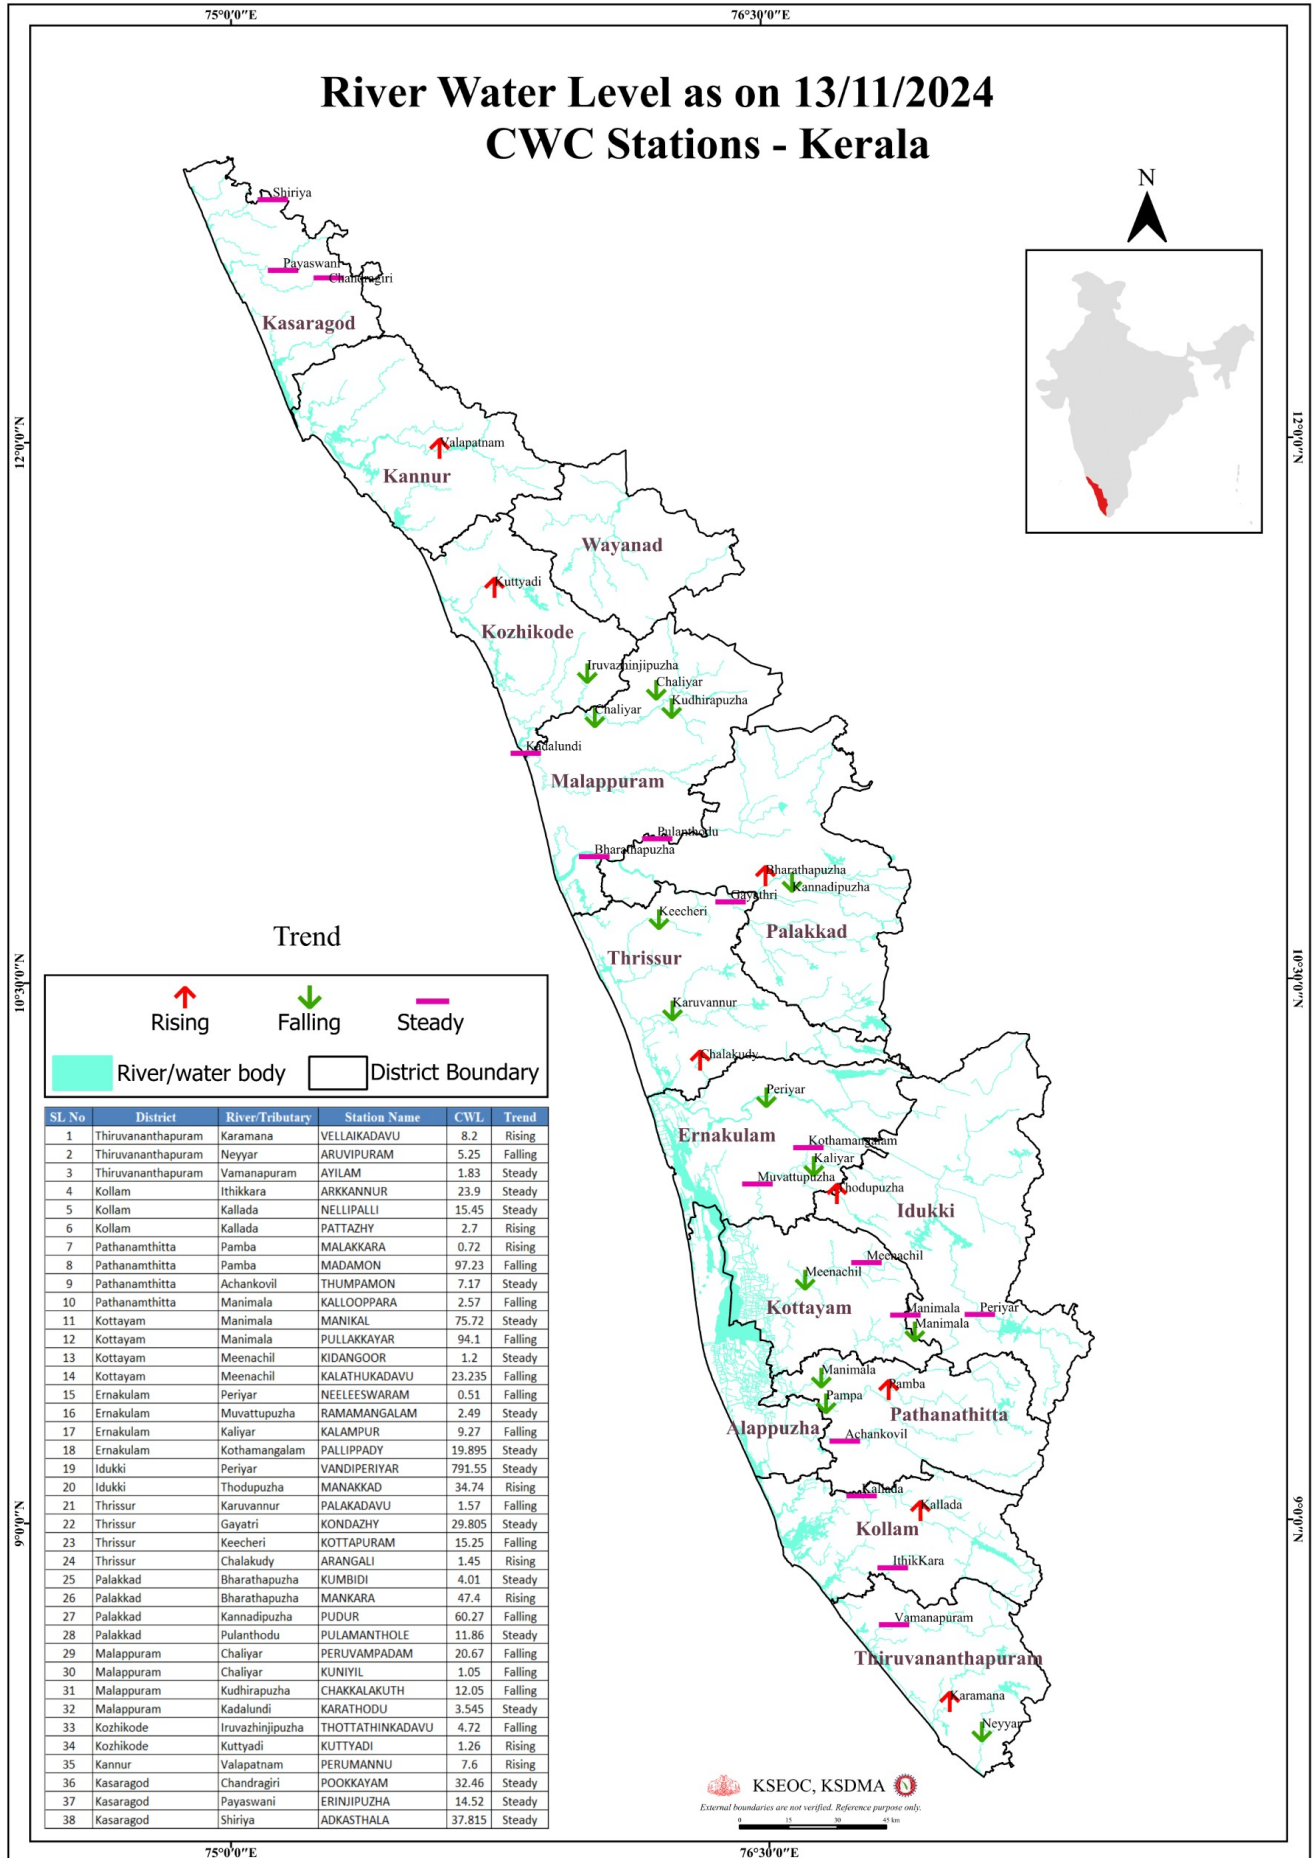 75°0'0"E 76°30'0"E
River Water Level as on 13/11/2024
CWC Stations - Kerala
N
Shiriya
Payaswani
Chandragiri
Kasaragod
12°0'0"N 12°0'0"N
Valapatnam
Kannur
Wayanad
Kuttyadi
Kozhikode
Iruvazhinjipuzha
Chaliyar
Kudhirapuzha
Chaliyar
Kadalundi
Malappuram
Pulanthodu
Bharathapuzha
Bharathapuzha
Kannadipuzha
Gayathri
Keecheri
Palakkad
Thrissur
10°30'0"N 10°30'0"N
Karuvannur
Chalakudy
Periyar
Ernakulam
Kothamangalam
Kaliyar
Muvattupuzha
Thodupuzha
Idukki
Meenachil
Meenachil
Kottayam
Manimala
Periyar
Manimala
Manimala
Pamba
Pampa
Pathanathitta
Alappuzha
Achankovil
Kallada
Kallada
Kollam
9°0'0"N 9°0'0"N
IthikKara
Vamanapuram
Thiruvananthapuram
Karamana
Neyyar
Trend
Rising Falling Steady
River/water body District Boundary
SL No District River/Tributary Station Name CWL Trend
1 Thiruvananthapuram Karamana VELLAIKADAVU 8.2 Rising
2 Thiruvananthapuram Neyyar ARUVIPURAM 5.25 Falling
3 Thiruvananthapuram Vamanapuram AYILAM 1.83 Steady
4 Kollam Ithikkara ARKKANNUR 23.9 Steady
5 Kollam Kallada NELLIPALLI 15.45 Steady
6 Kollam Kallada PATTAZHY 2.7 Rising
7 Pathanamthitta Pamba MALAKKARA 0.72 Rising
8 Pathanamthitta Pamba MADAMON 97.23 Falling
9 Pathanamthitta Achankovil THUMPAMON 7.17 Steady
10 Pathanamthitta Manimala KALLOOPPARA 2.57 Falling
11 Kottayam Manimala MANIKAL 75.72 Steady
12 Kottayam Manimala PULLAKKAYAR 94.1 Falling
13 Kottayam Meenachil KIDANGOOR 1.2 Steady
14 Kottayam Meenachil KALATHUKADAVU 23.235 Falling
15 Ernakulam Periyar NEELEESWARAM 0.51 Falling
16 Ernakulam Muvattupuzha RAMAMANGALAM 2.49 Steady
17 Ernakulam Kaliyar KALAMPUR 9.27 Falling
18 Ernakulam Kothamangalam PALLIPPADY 19.895 Steady
19 Idukki Periyar VANDIPERIYAR 791.55 Steady
20 Idukki Thodupuzha MANAKKAD 34.74 Rising
21 Thrissur Karuvannur PALAKADAVU 1.57 Falling
22 Thrissur Gayatri KONDAZHY 29.805 Steady
23 Thrissur Keecheri KOTTAPURAM 15.25 Falling
24 Thrissur Chalakudy ARANGALI 1.45 Rising
25 Palakkad Bharathapuzha KUMBIDI 4.01 Steady
26 Palakkad Bharathapuzha MANKARA 47.4 Rising
27 Palakkad Kannadipuzha PUDUR 60.27 Falling
28 Palakkad Pulanthodu PULAMANTHOLE 11.86 Steady
29 Malappuram Chaliyar PERUVAMPADAM 20.67 Falling
30 Malappuram Chaliyar KUNIYIL 1.05 Falling
31 Malappuram Kudhirapuzha CHAKKALAKUTH 12.05 Falling
32 Malappuram Kadalundi KARATHODU 3.545 Steady
33 Kozhikode Iruvazhinjipuzha THOTTATHINKADAVU 4.72 Falling
34 Kozhikode Kuttyadi KUTTYADI 1.26 Rising
35 Kannur Valapatnam PERUMANNU 7.6 Rising
36 Kasaragod Chandragiri POOKKAYAM 32.46 Steady
37 Kasaragod Payaswani ERINJIPUZHA 14.52 Steady
38 Kasaragod Shiriya ADKASTHALA 37.815 Steady
KSEOC, KSDMA
External boundaries are not verified. Reference purpose only.
0 15 30 45 km
75°0'0"E 76°30'0"E